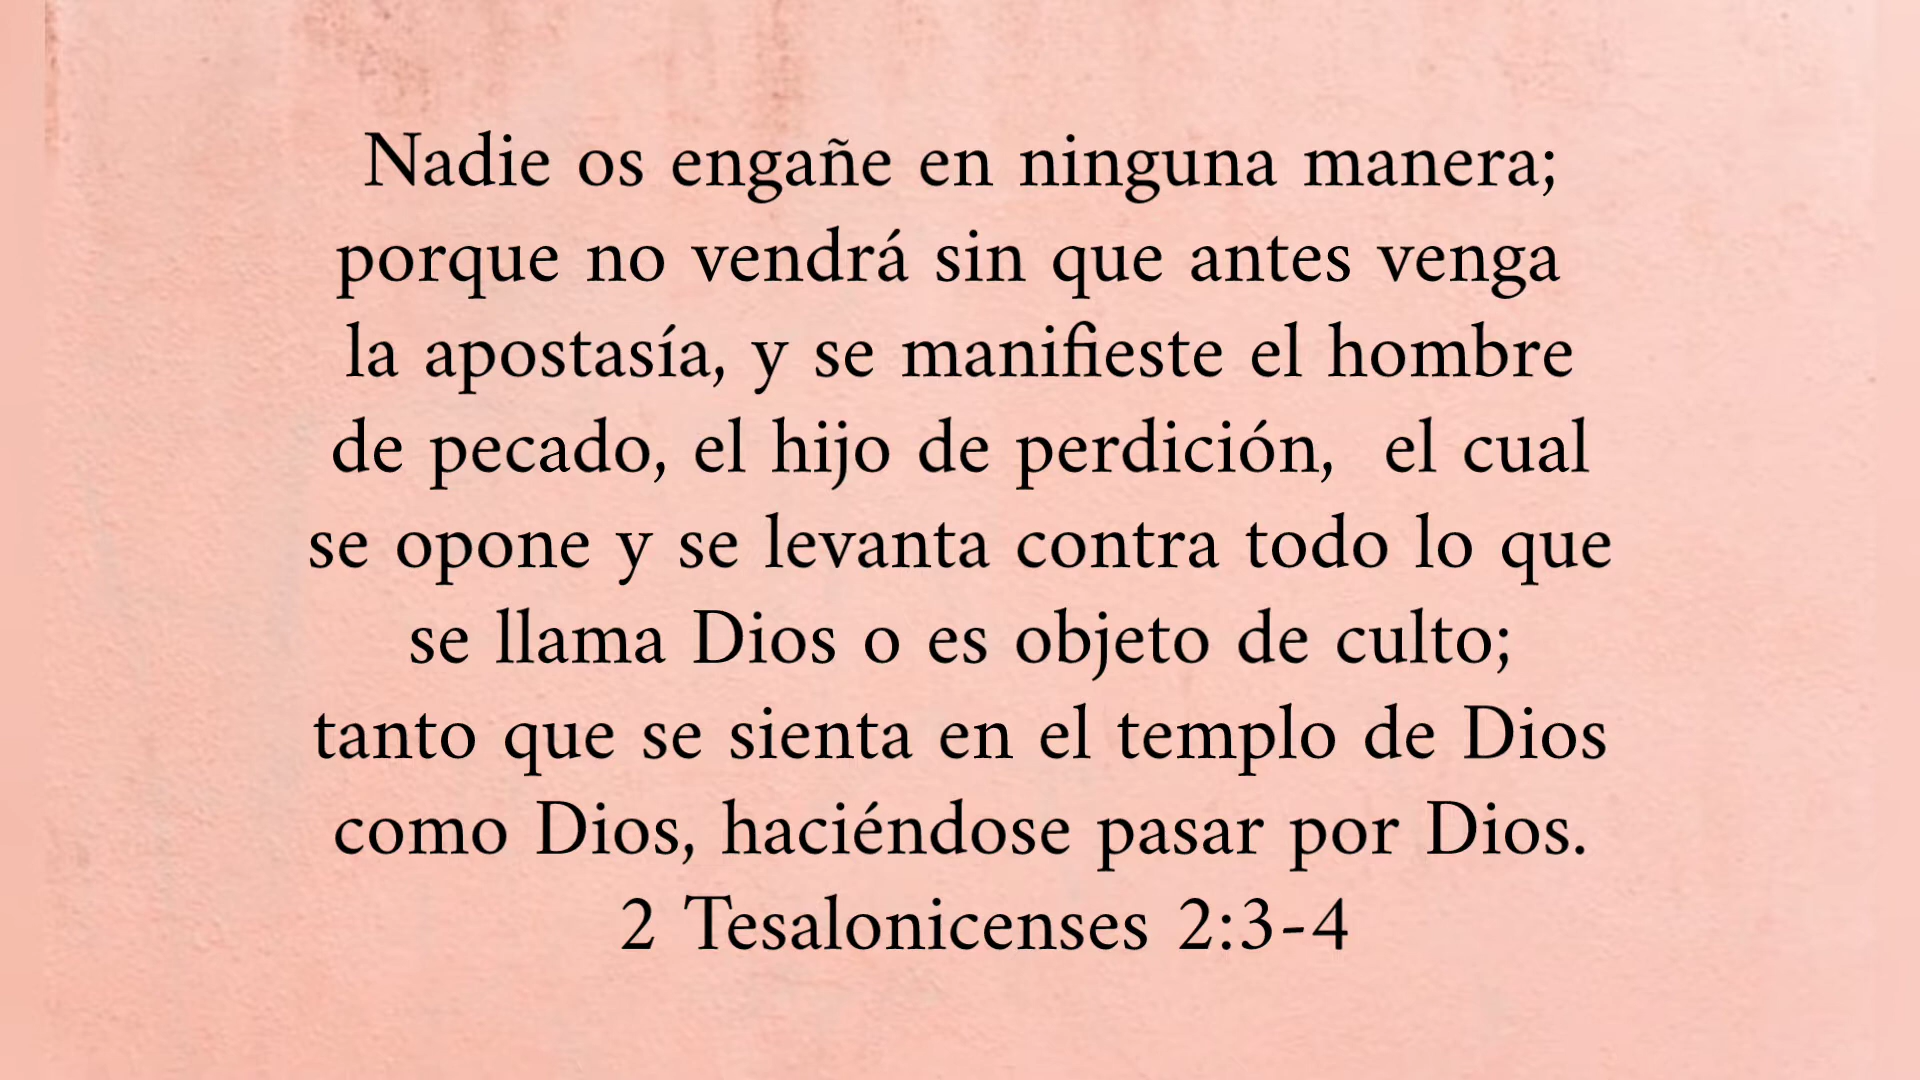 Nadie os engañe en ninguna manera;
porque no vendrá sin que antes venga
la apostasía, y se manifieste el hombre
de pecado, el hijo de perdición,  el cual
se opone y se levanta contra todo lo que
se llama Dios o es objeto de culto;
tanto que se sienta en el templo de Dios
como Dios, haciéndose pasar por Dios.
2 Tesalonicenses 2:3-4